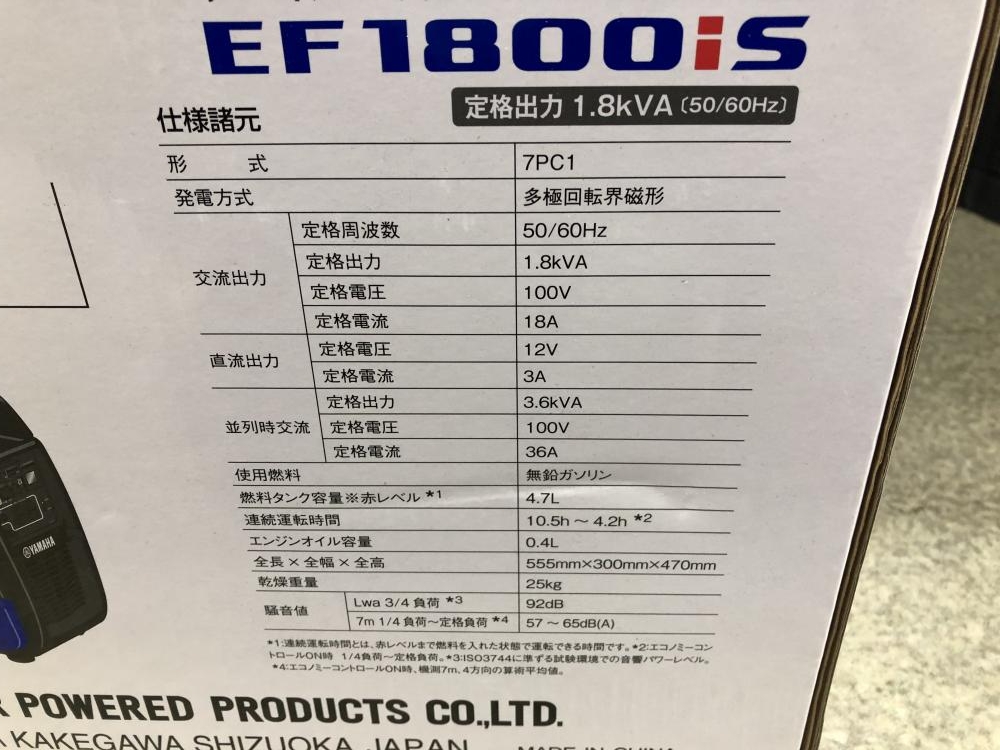 EF1800iS
定格出力 1.8kVA (50/60Hz)
仕様諸元
形 式 7PC1
発電方式 多極回転界磁形
交流出力 定格周波数 50/60Hz
定格出力 1.8kVA
定格電圧 100V
定格電流 18A
直流出力 定格電圧 12V
定格電流 3A
並列時交流 定格出力 3.6kVA
定格電圧 100V
定格電流 36A
使用燃料 無鉛ガソリン
燃料タンク容量※赤レベル *1 4.7L
連続運転時間 10.5h～4.2h *2
エンジンオイル容量 0.4L
全長×全幅×全高 555mm×300mm×470mm
乾燥重量 25kg
騒音値 Lwa 3/4 負荷 *3 92dB
7m 1/4 負荷～定格負荷 *4 57～65dB(A)
*1:連続運転時間とは、赤レベルまで燃料を入れた状態で運転できる時間です。*2:エコノミーコン
トロールON時 1/4負荷～定格負荷。*3:ISO3744に準ずる試験環境での音響パワーレベル。
*4:エコノミーコントロールON時、機測7m、4方向の算術平均値。
YAMAHA
R POWERED PRODUCTS CO.,LTD.
KAKEGAWA SHIZUOKA JAPAN MADE IN CHINA